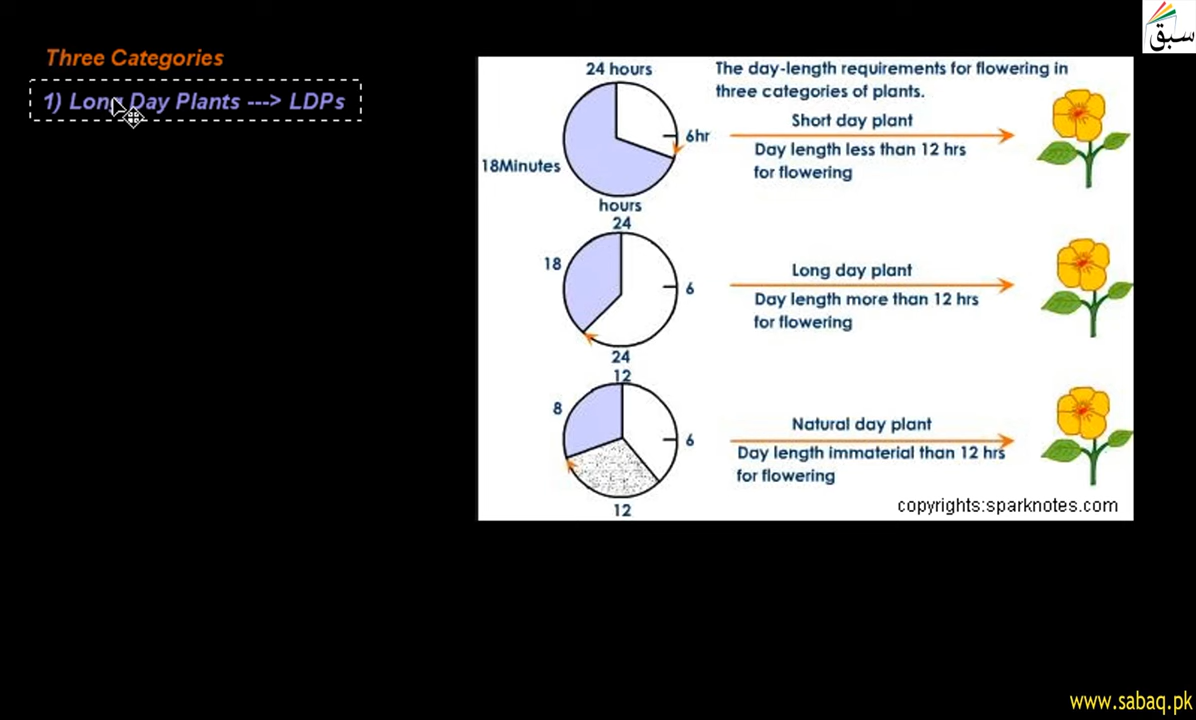 سبق
Three Categories
1) Long Day Plants ---> LDPs
24 hours
The day-length requirements for flowering in
three categories of plants.
Short day plant
6hr
Day length less than 12 hrs
for flowering
18Minutes
hours
24
18
Long day plant
6
Day length more than 12 hrs
for flowering
24
12
8
Natural day plant
6
Day length immaterial than 12 hrs
for flowering
12
copyrights:sparknotes.com
www.sabaq.pk